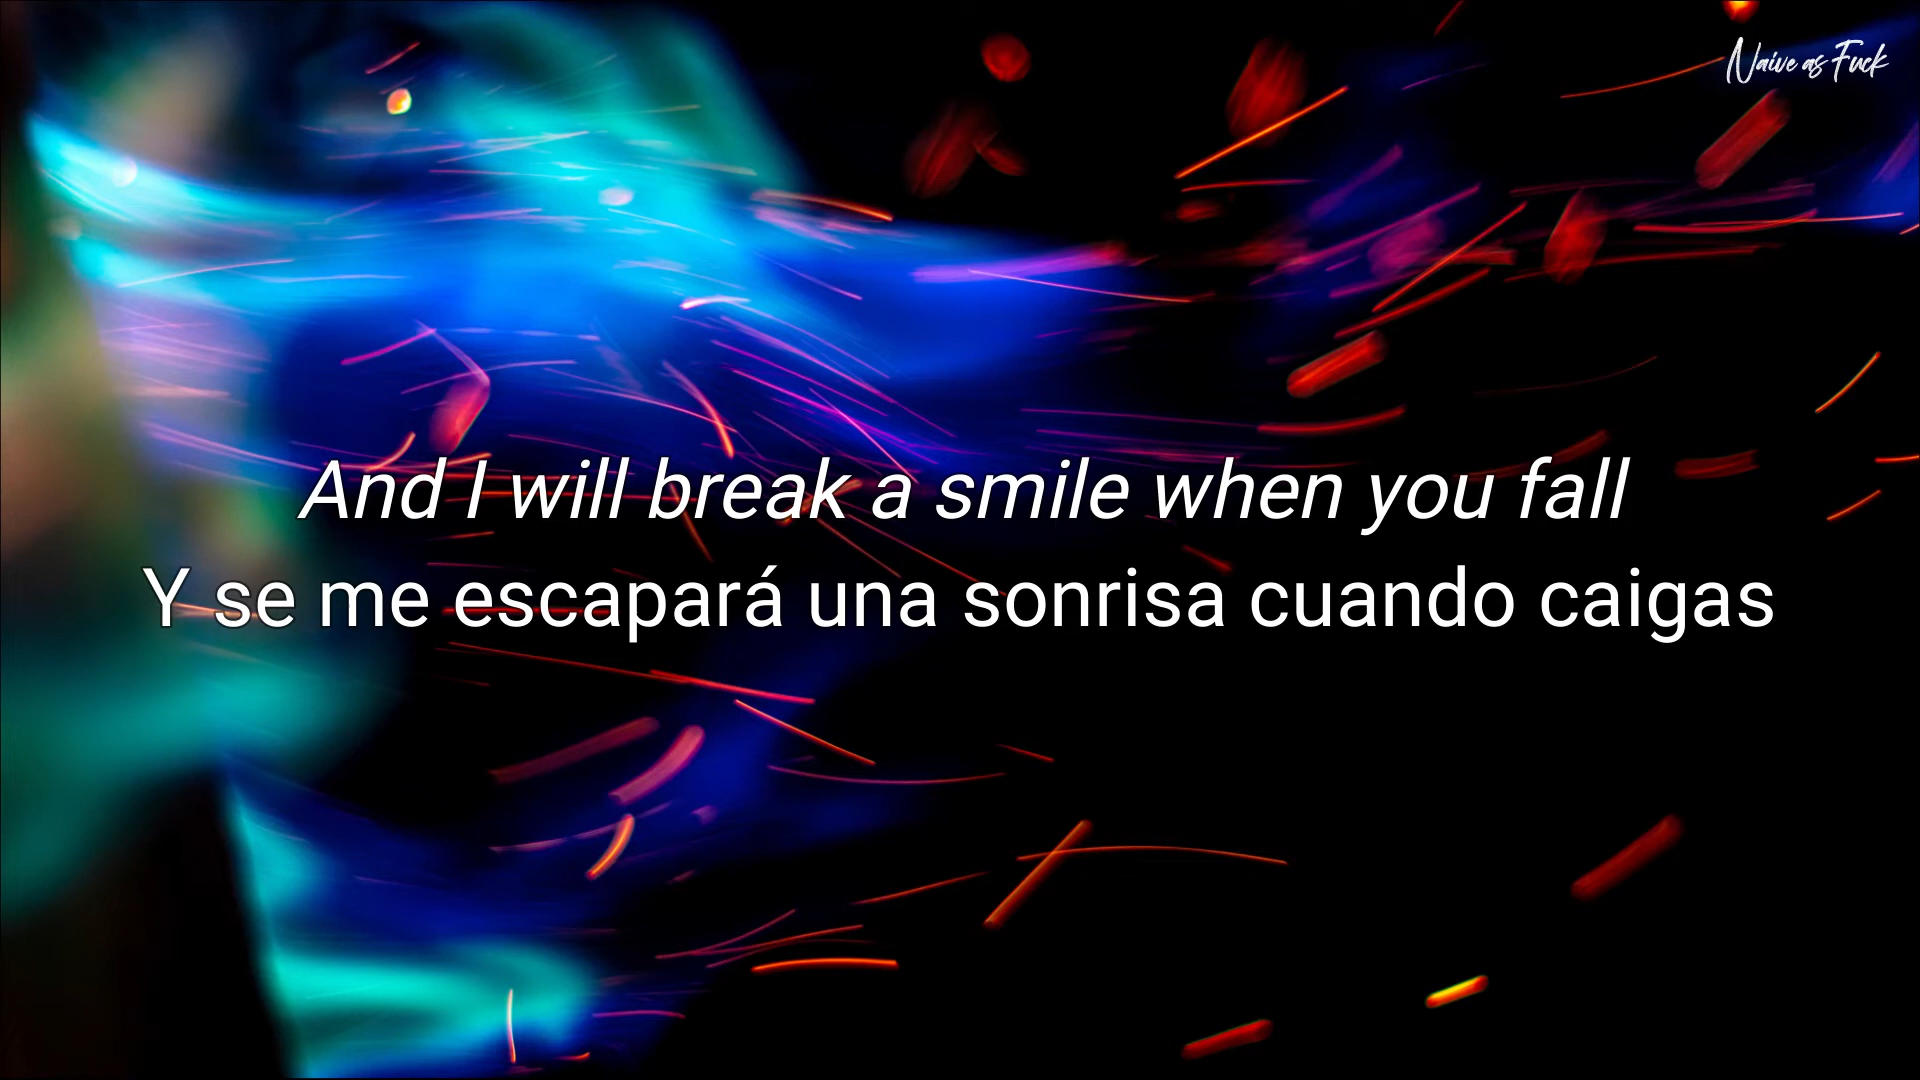 Naive as Fuck
And I will break a smile when you fall
Y se me escapará una sonrisa cuando caigas